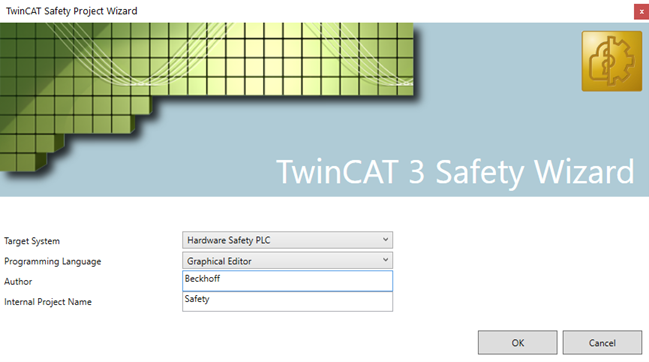 TwinCAT Safety Project Wizard
x
TwinCAT 3 Safety Wizard
Target System
Hardware Safety PLC
Programming Language
Graphical Editor
Author
Beckhoff
Internal Project Name
Safety
OK
Cancel